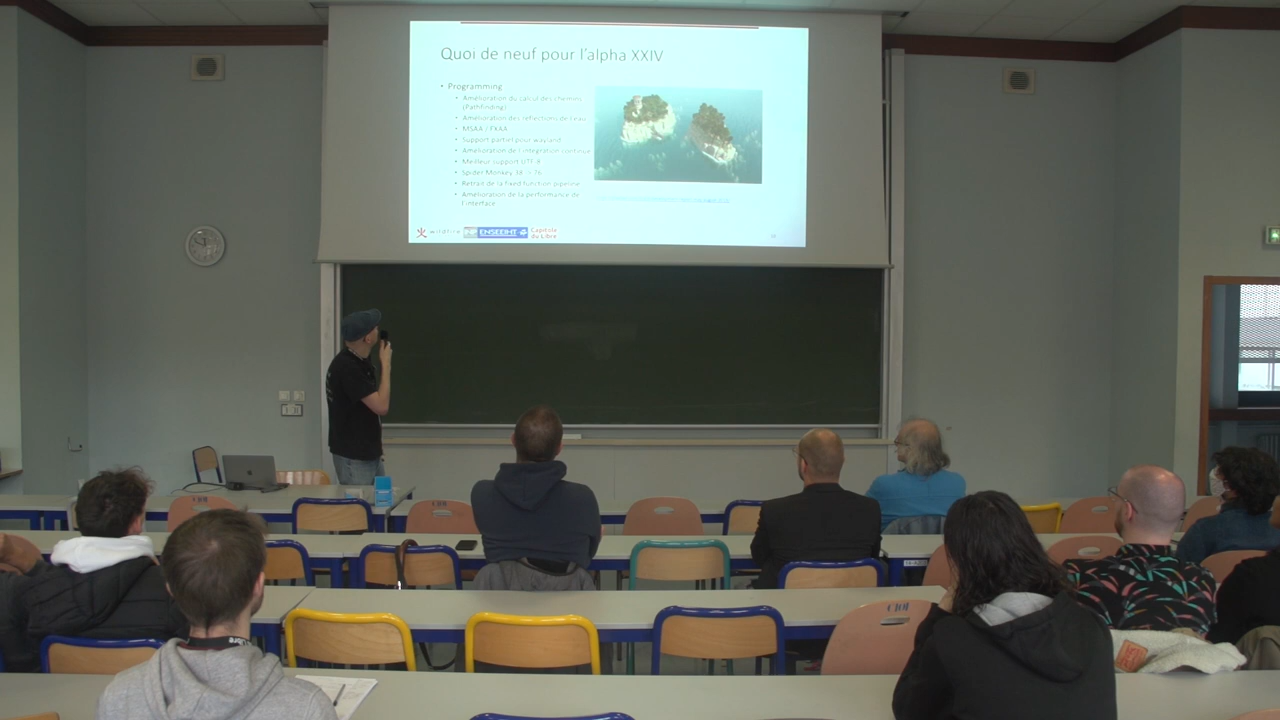 Quoi de neuf pour l'alpha XXIV
• Programming
• Amélioration du calcul des chemins
(Pathfinding)
• Amélioration des réflections de l'eau
• MSAA / FXAA
• Support partiel pour wayland
• Amélioration de l'intégration continue
• Meilleur support UTF-8
• Spider Monkey 38 -> 78
• Retrait de la fixed function pipeline
• Amélioration de la performance de
l'interface
wildfire
INP ENSEEIHT
Capitole
du Libre
C101